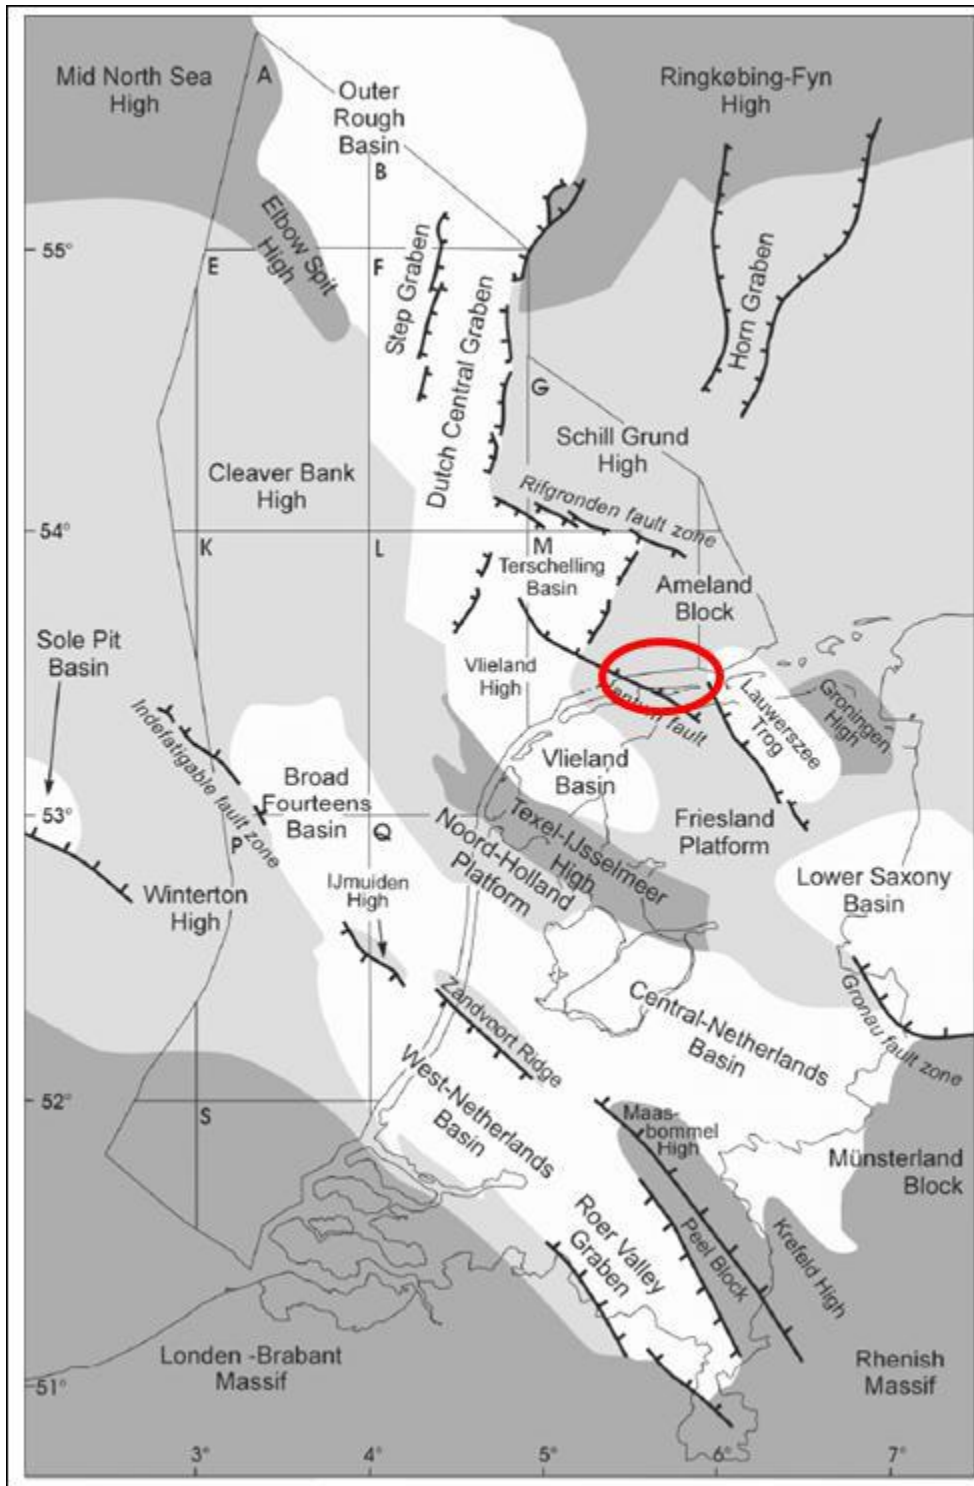 Mid North Sea
High
A
Outer
Rough
Basin
B
Ringkøbing-Fyn
High
Elbow Spit
High
55°
E
F
Step Graben
Dutch Central Graben
Horn Graben
G
Schill Grund
High
Cleaver Bank
High
Rifgronden fault zone
54°
K
L
M
Terschelling
Basin
Ameland
Block
Sole Pit
Basin
Vlieland
High
fault
Lauwerszee
Trog
Groningen
High
Indefatigable fault zone
Vlieland
Basin
Broad
Fourteens
Basin
53°
P
Q
Noord-Holland
Platform
Texel-IJsselmeer
High
Friesland
Platform
IJmuiden
High
Winterton
High
Lower Saxony
Basin
Zandvoort Ridge
Central-Netherlands
Basin
Gronau fault zone
52°
S
West-Netherlands
Basin
Maas-
bommel
High
Münsterland
Block
Roer Valley
Graben
Peel Block
Krefeld High
Londen -Brabant
Massif
Rhenish
Massif
51°
3°
4°
5°
6°
7°